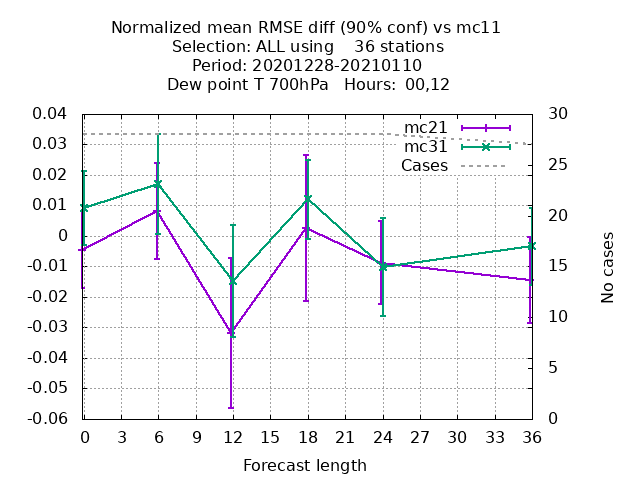 Normalized mean RMSE diff (90% conf) vs mc11
Selection: ALL using    36 stations
Period: 20201228-20210110
Dew point T 700hPa   Hours:  00,12
mc21
mc31
Cases
0.04
0.03
0.02
0.01
0
-0.01
-0.02
-0.03
-0.04
-0.05
-0.06
30
25
20
15
10
5
0
No cases
0 3 6 9 12 15 18 21 24 27 30 33 36
Forecast length